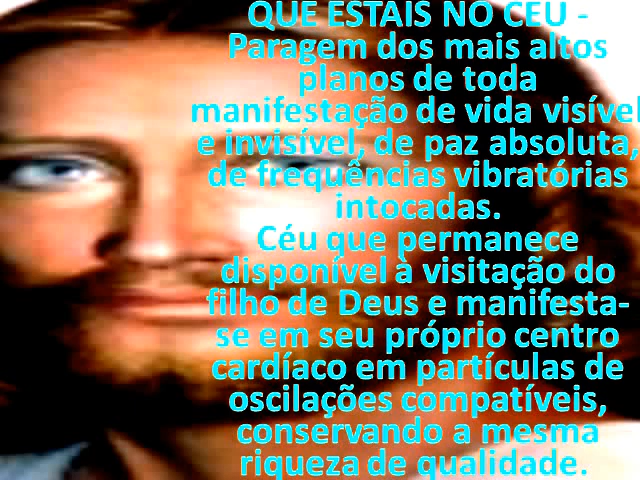 QUE ESTAIS NO CÉU -
Paragem dos mais altos
planos de toda
manifestação de vida visível
e invisível, de paz absoluta,
de frequências vibratórias
intocadas.
Céu que permanece
disponível à visitação do
filho de Deus e manifesta-
se em seu próprio centro
cardíaco em partículas de
oscilações compatíveis,
conservando a mesma
riqueza de qualidade.